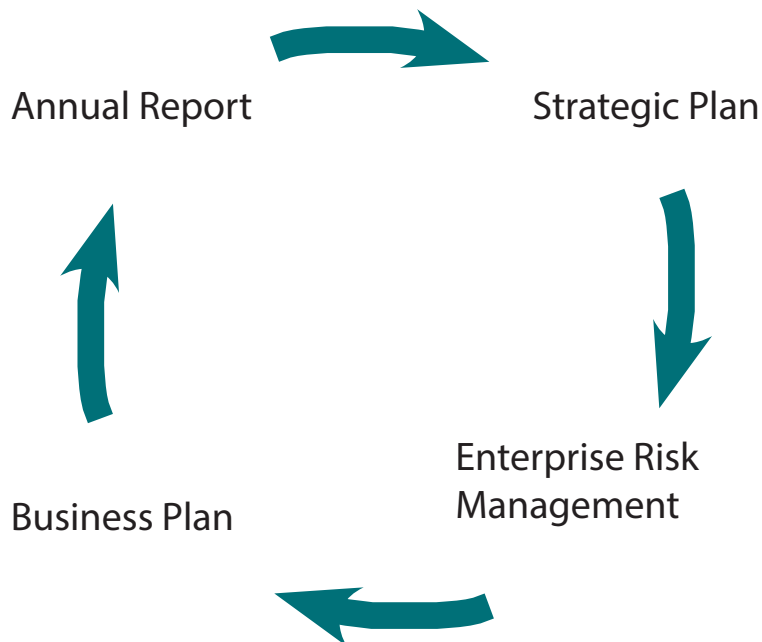 Annual Report
Strategic Plan
Enterprise Risk
Management
Business Plan